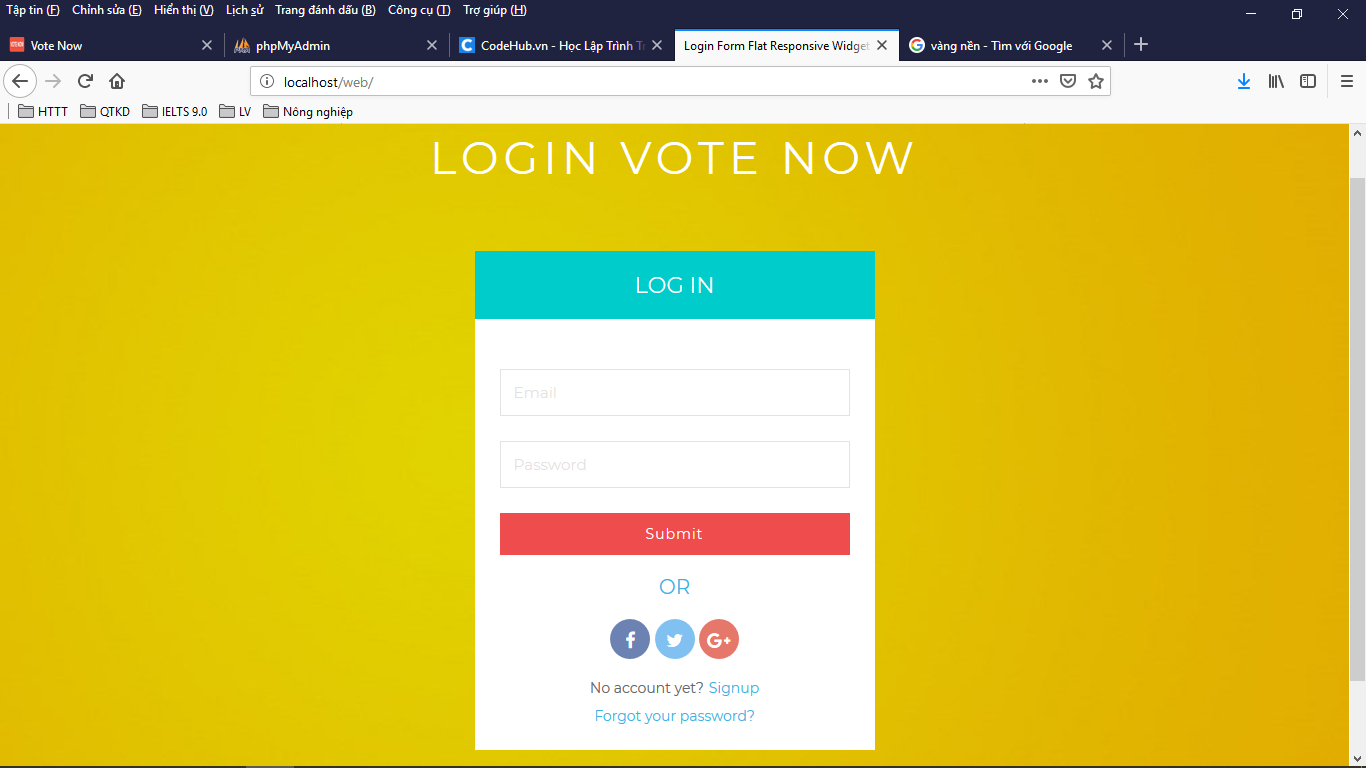 Tập tin (F) Chỉnh sửa (E) Hiển thị (V) Lịch sử Trang đánh dấu (B) Công cụ (T) Trợ giúp (H)
Vote Now phpMyAdmin CodeHub.vn - Học Lập Trình T Login Form Flat Responsive Widget vàng nền - Tìm với Google
localhost/web/
HTTT QTKD IELTS 9.0 LV Nông nghiệp
LOGIN VOTE NOW
LOG IN
Email
Password
Submit
OR
No account yet? Signup
Forgot your password?